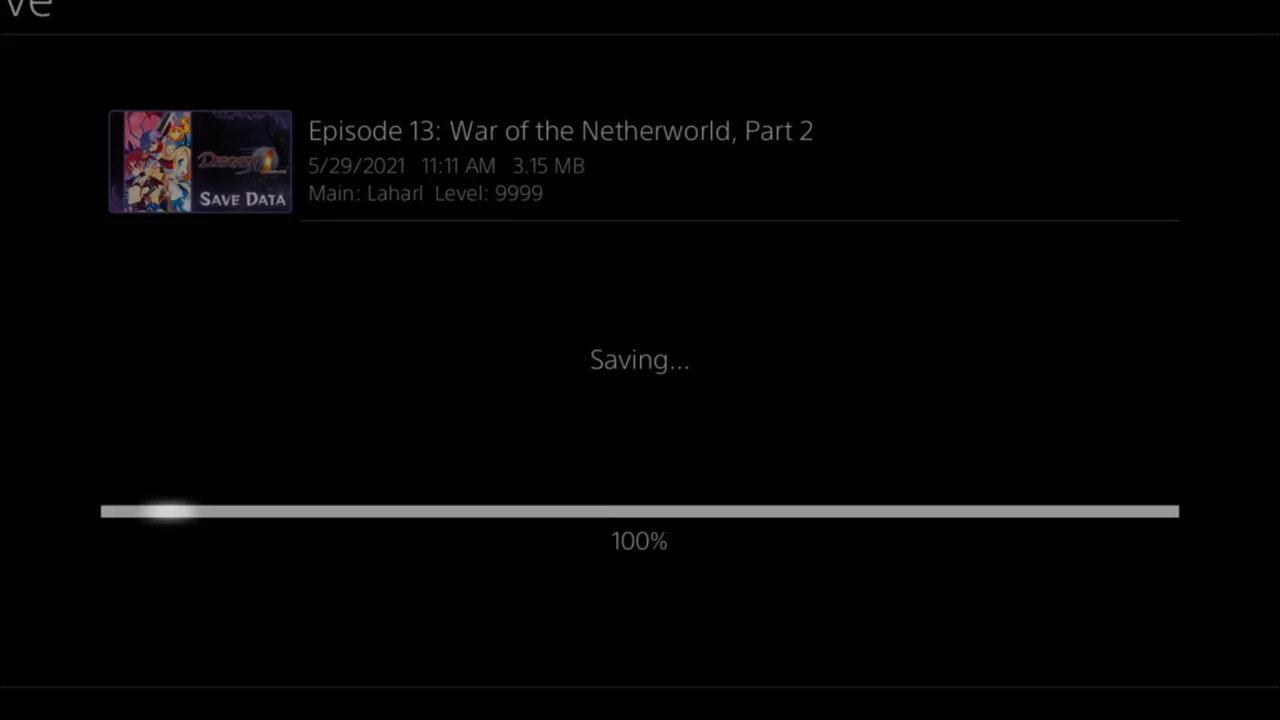 ve
Episode 13: War of the Netherworld, Part 2
5/29/2021 11:11 AM 3.15 MB
Main: Laharl Level: 9999
SAVE DATA
Saving...
100%